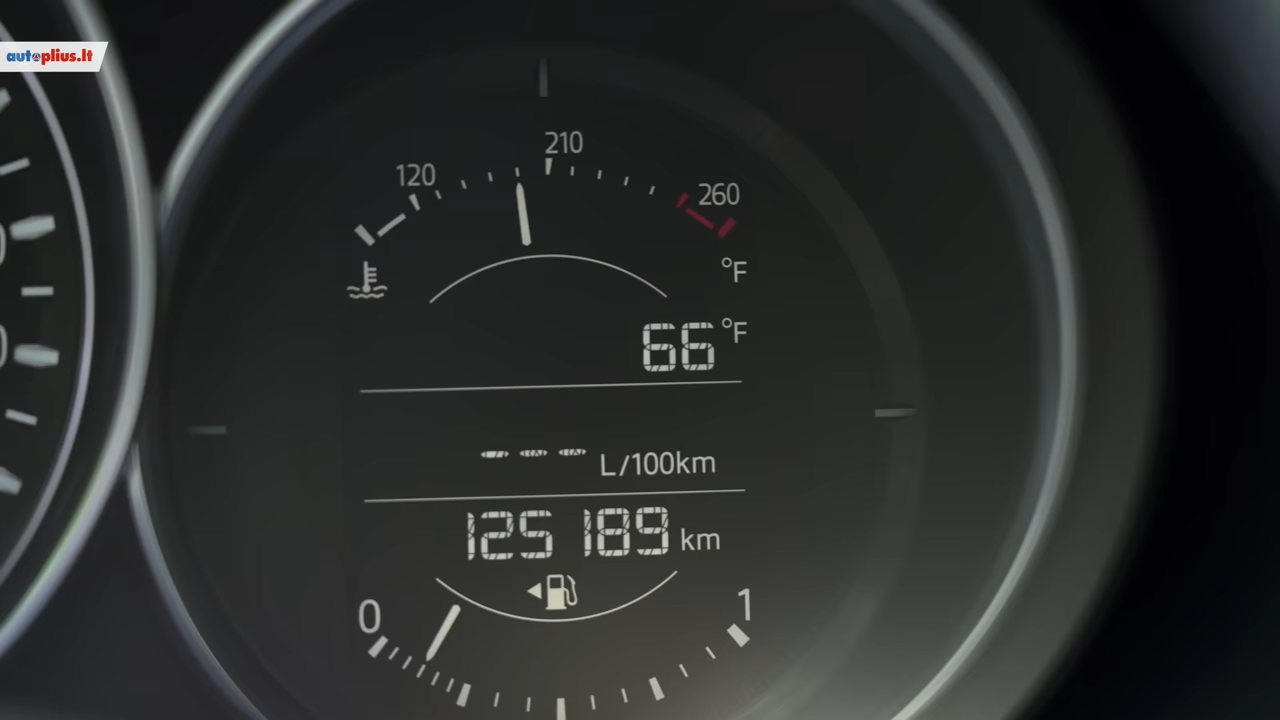 autoplius.lt
210
120
260
°F
66 °F
--- L/100km
125 189 km
0
1